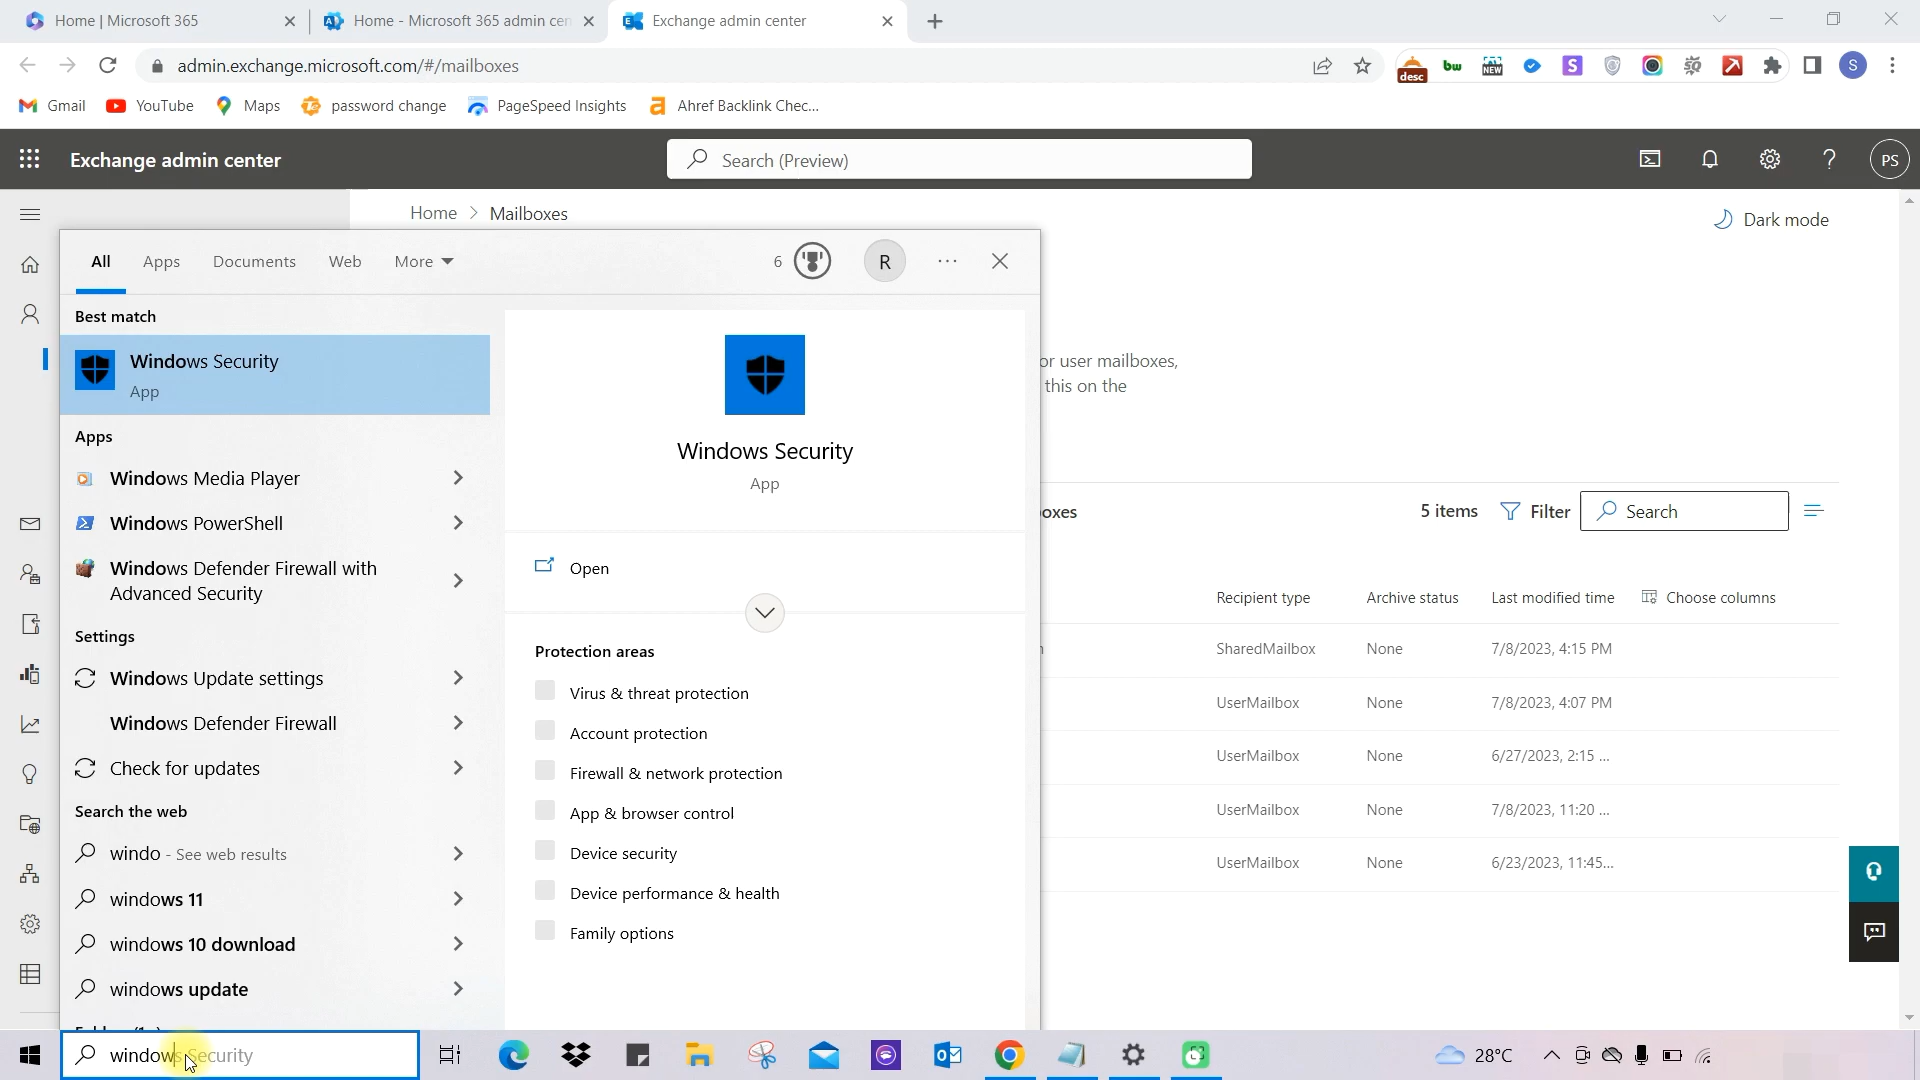 Home | Microsoft 365
Home - Microsoft 365 admin cen
Exchange admin center
admin.exchange.microsoft.com/#/mailboxes
desc
bw
NEW
S
S
Gmail
YouTube
Maps
password change
PageSpeed Insights
Ahref Backlink Chec...
Exchange admin center
Search (Preview)
PS
Home > Mailboxes
Dark mode
All
Apps
Documents
Web
More
6
R
Best match
Windows Security
App
Apps
Windows Media Player
Windows PowerShell
Windows Defender Firewall with
Advanced Security
Settings
Windows Update settings
Windows Defender Firewall
Check for updates
Search the web
windo - See web results
windows 11
windows 10 download
windows update
Windows Security
App
Open
Protection areas
Virus & threat protection
Account protection
Firewall & network protection
App & browser control
Device security
Device performance & health
Family options
or user mailboxes,
this on the
oxes
5 items
Filter
Search
Recipient type
Archive status
Last modified time
Choose columns
SharedMailbox
None
7/8/2023, 4:15 PM
UserMailbox
None
7/8/2023, 4:07 PM
UserMailbox
None
6/27/2023, 2:15 ...
UserMailbox
None
7/8/2023, 11:20 ...
UserMailbox
None
6/23/2023, 11:45...
windows Security
28°C